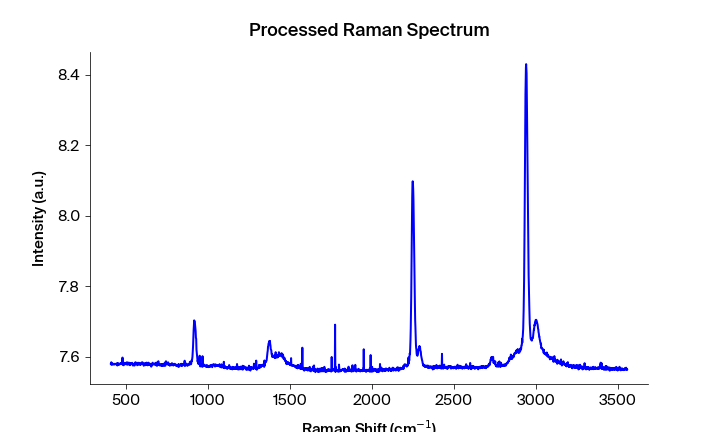 Processed Raman Spectrum
8.4
8.2
8.0
7.8
7.6
Intensity (a.u.)
500 1000 1500 2000 2500 3000 3500
Raman Shift (cm⁻¹)